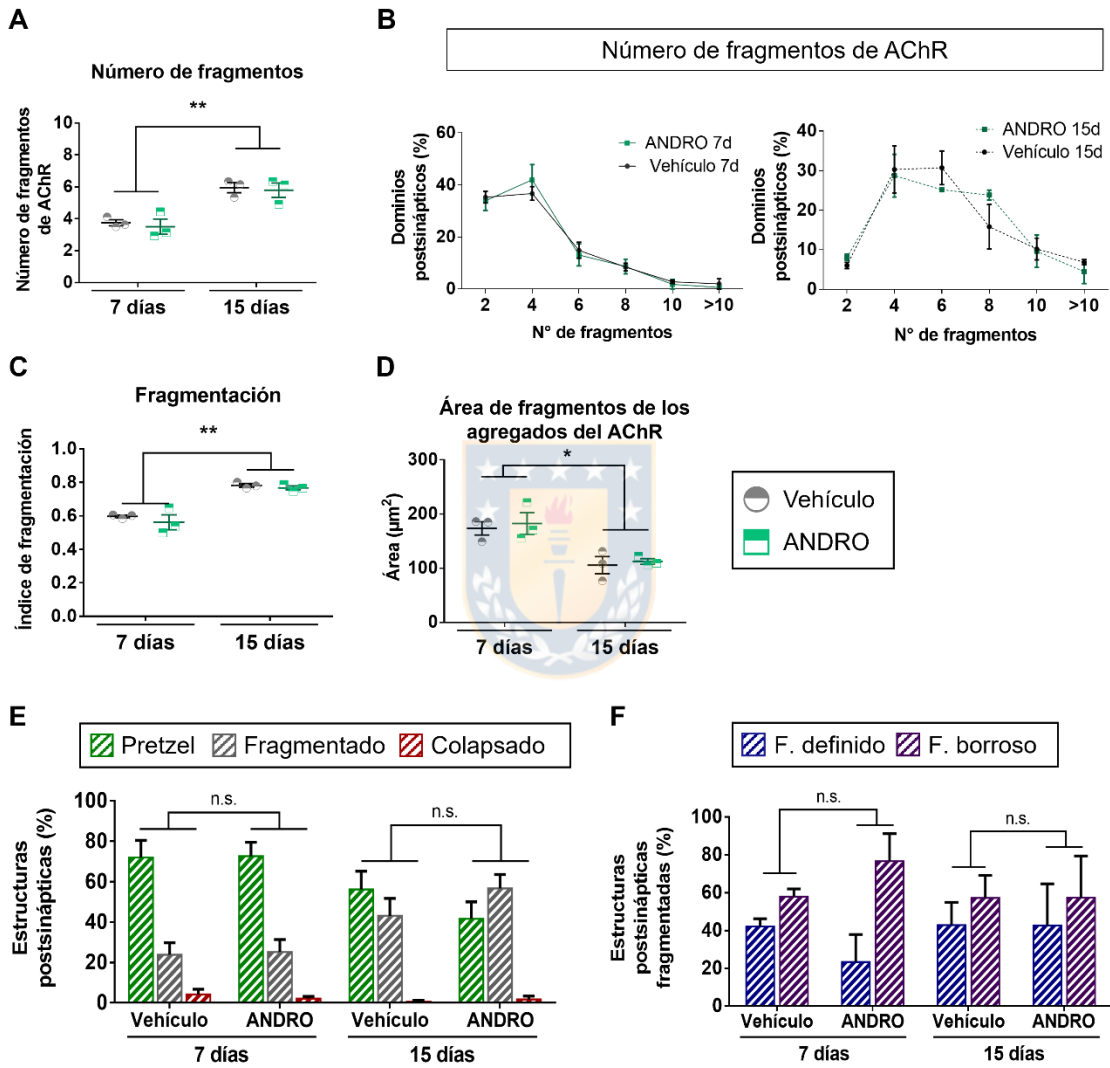 A
Número de fragmentos
**
Número de fragmentos
de AChR
10
8
6
4
2
0
7 días
15 días
B
Número de fragmentos de AChR
Dominios
postsinápticos (%)
60
40
20
0
ANDRO 7d
Vehículo 7d
2 4 6 8 10 >10
N° de fragmentos
Dominios
postsinápticos (%)
40
30
20
10
0
ANDRO 15d
Vehículo 15d
2 4 6 8 10 >10
N° de fragmentos
C
Fragmentación
**
Índice de fragmentación
1.0
0.8
0.6
0.4
0.2
0.0
7 días
15 días
D
Área de fragmentos de los
agregados del AChR
*
Área (µm²)
300
200
100
0
7 días
15 días
Vehículo
ANDRO
E
Pretzel Fragmentado Colapsado
Estructuras
postsinápticas (%)
100
80
60
40
20
0
n.s.
n.s.
Vehículo ANDRO Vehículo ANDRO
7 días 15 días
F
F. definido F. borroso
Estructuras
postsinápticas
fragmentadas (%)
100
80
60
40
20
0
n.s.
n.s.
Vehículo ANDRO Vehículo ANDRO
7 días 15 días